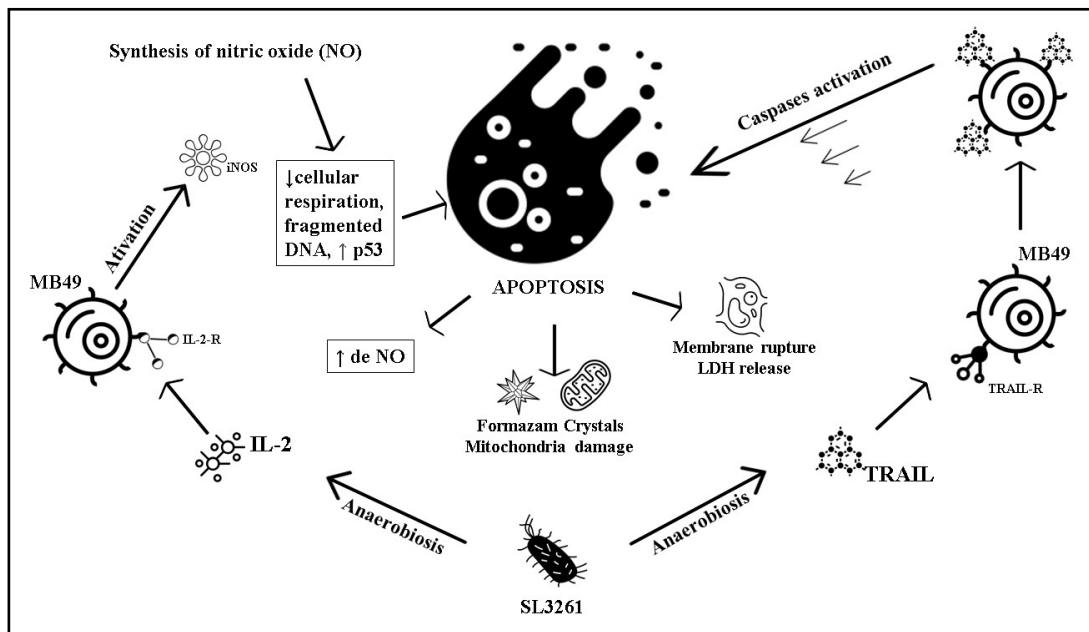 Synthesis of nitric oxide (NO)
iNOS
↓cellular
respiration,
fragmented
DNA, ↑ p53
Ativation
MB49
IL-2-R
IL-2
Anaerobiosis
SL3261
Anaerobiosis
TRAIL
TRAIL-R
MB49
Caspases activation
APOPTOSIS
↑ de NO
Formazam Crystals
Mitochondria damage
Membrane rupture
LDH release